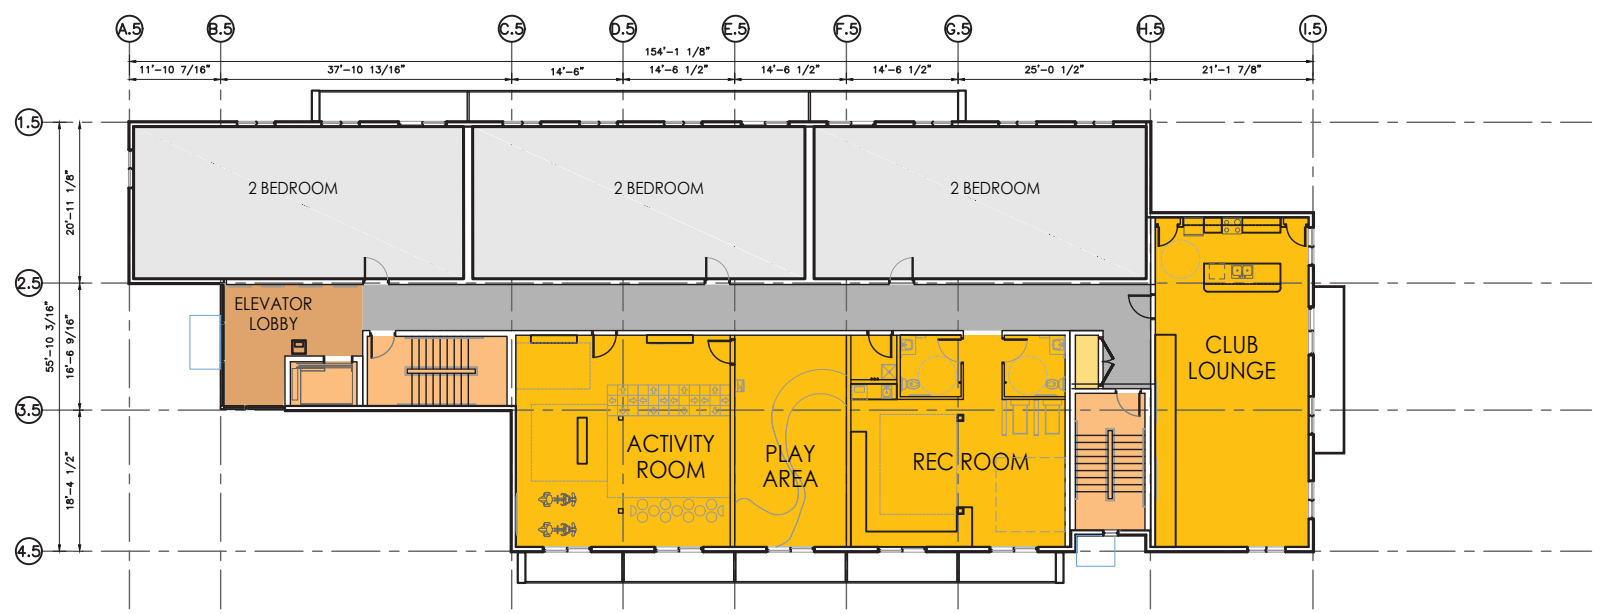 A.5 B.5 C.5 D.5 E.5 F.5 G.5 H.5 I.5
154'-1 1/8"
11'-10 7/16" 37'-10 13/16" 14'-6" 14'-6 1/2" 14'-6 1/2" 14'-6 1/2" 25'-0 1/2" 21'-1 7/8"
1.5
20'-11 1/8"
2 BEDROOM 2 BEDROOM 2 BEDROOM
2.5
55'-10 3/16"
16'-6 9/16"
ELEVATOR
LOBBY
CLUB
LOUNGE
3.5
18'-4 1/2"
ACTIVITY
ROOM
PLAY
AREA
REC ROOM
4.5